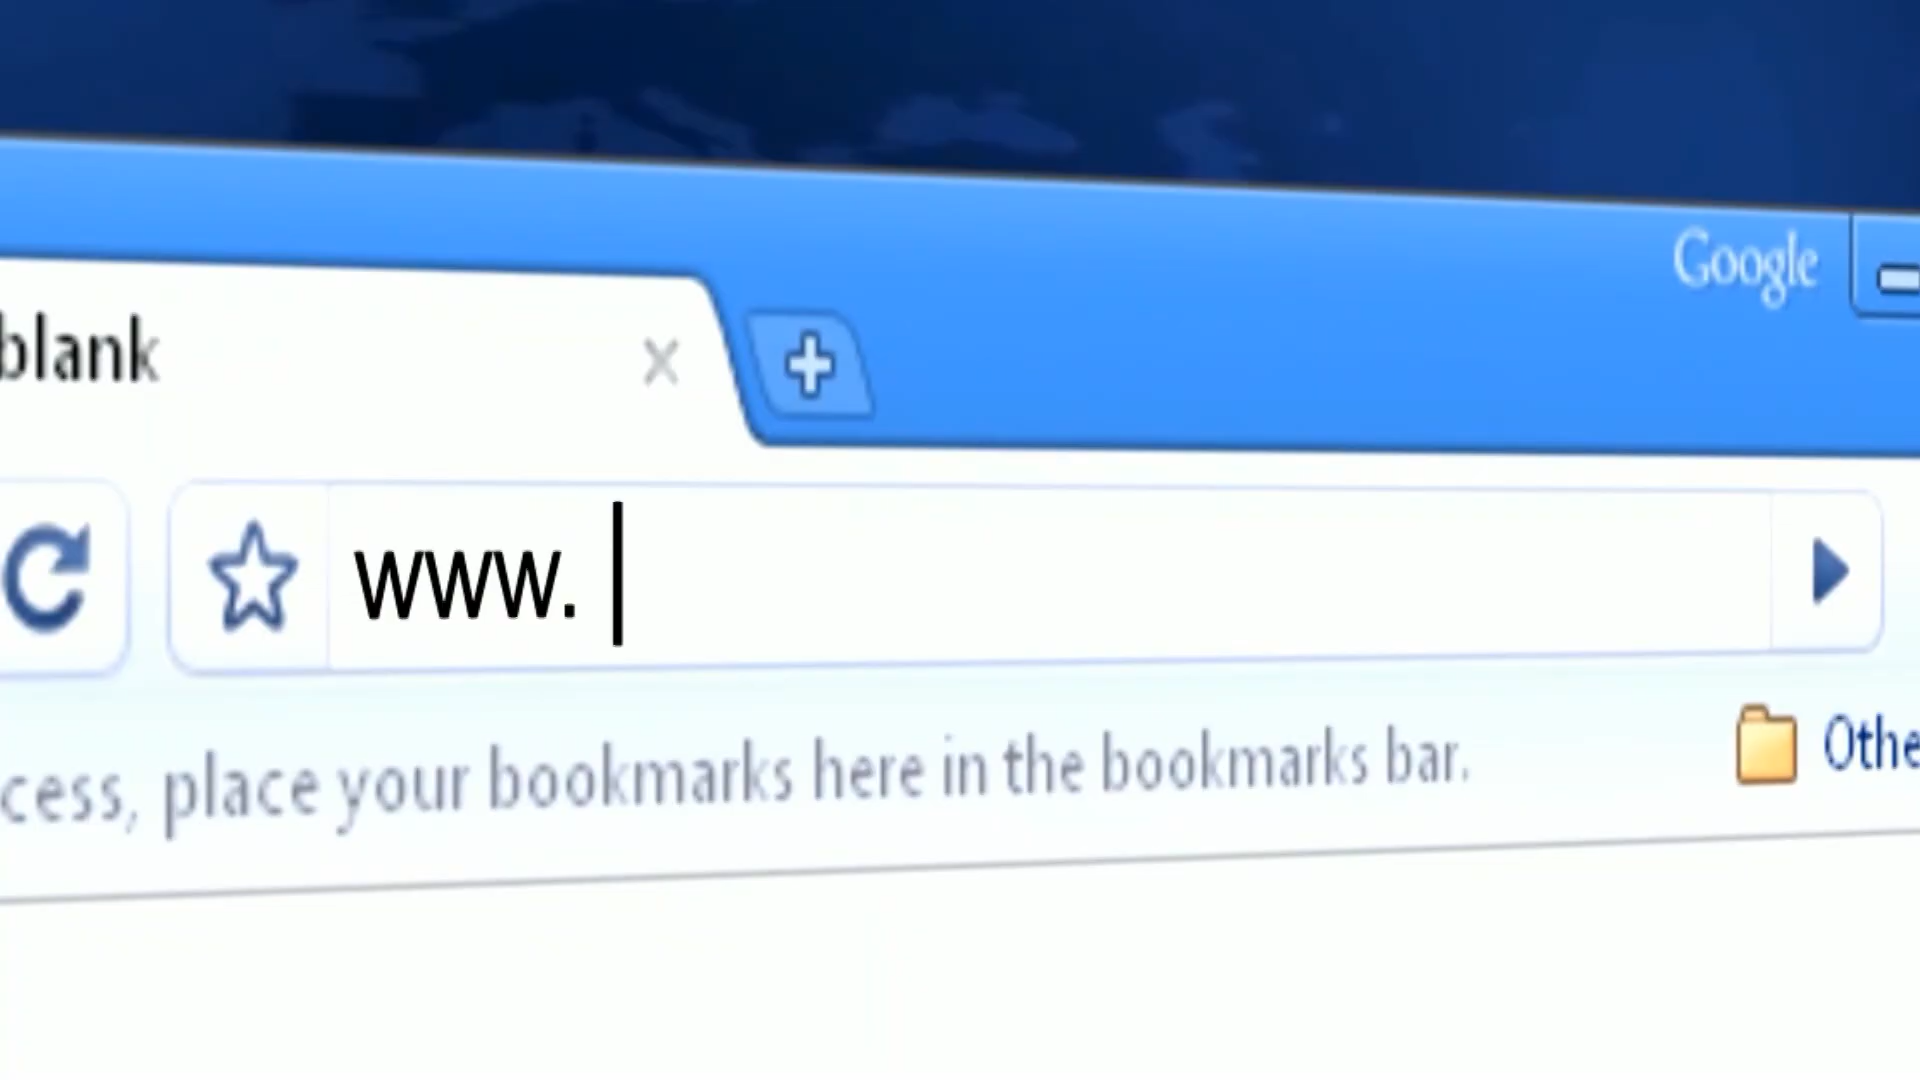 Google
blank
www.
cess, place your bookmarks here in the bookmarks bar.
Othe